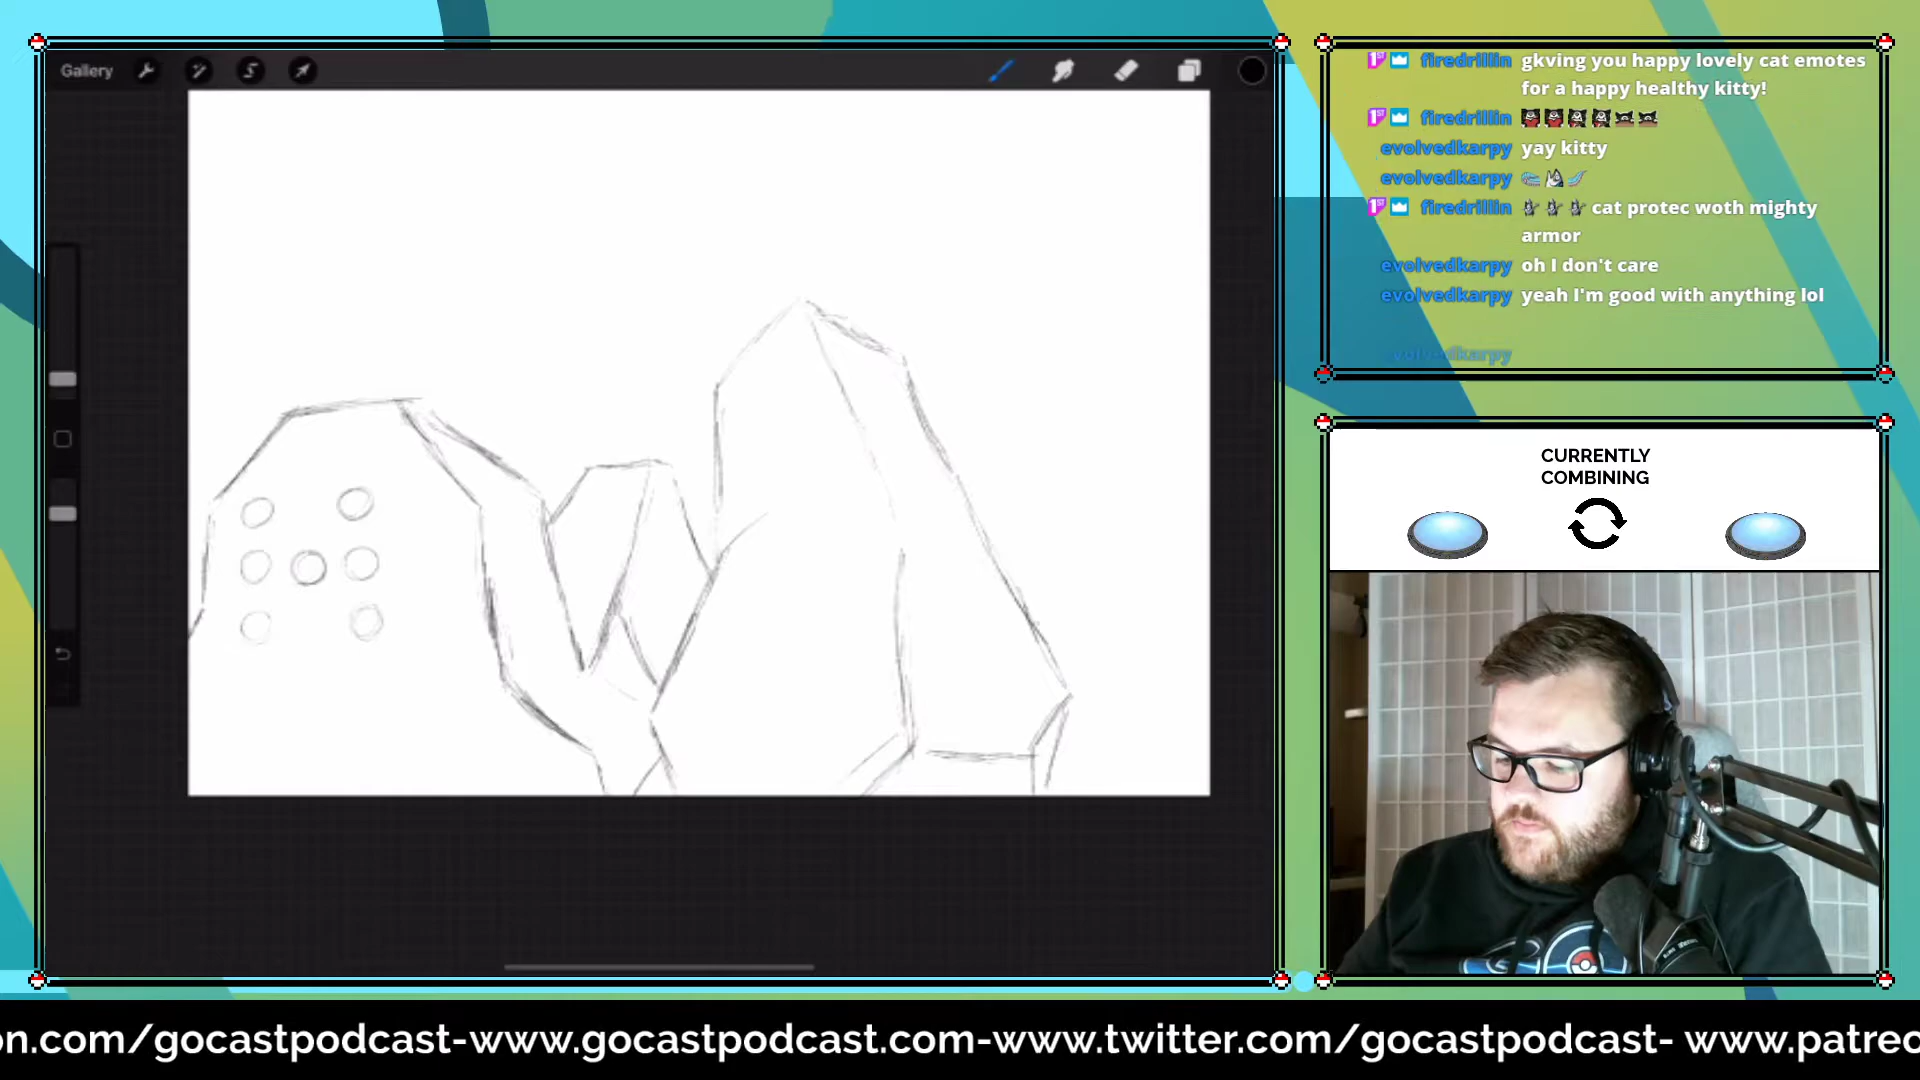 Gallery
firedrillin gkving you happy lovely cat emotes
for a happy healthy kitty!
firedrillin
evolvedkarpy yay kitty
evolvedkarpy
firedrillin cat protec woth mighty
armor
evolvedkarpy oh I don't care
evolvedkarpy yeah I'm good with anything lol
volvedkarpy
CURRENTLY
COMBINING
on.com/gocastpodcast-www.gocastpodcast.com-www.twitter.com/gocastpodcast- www.patreo